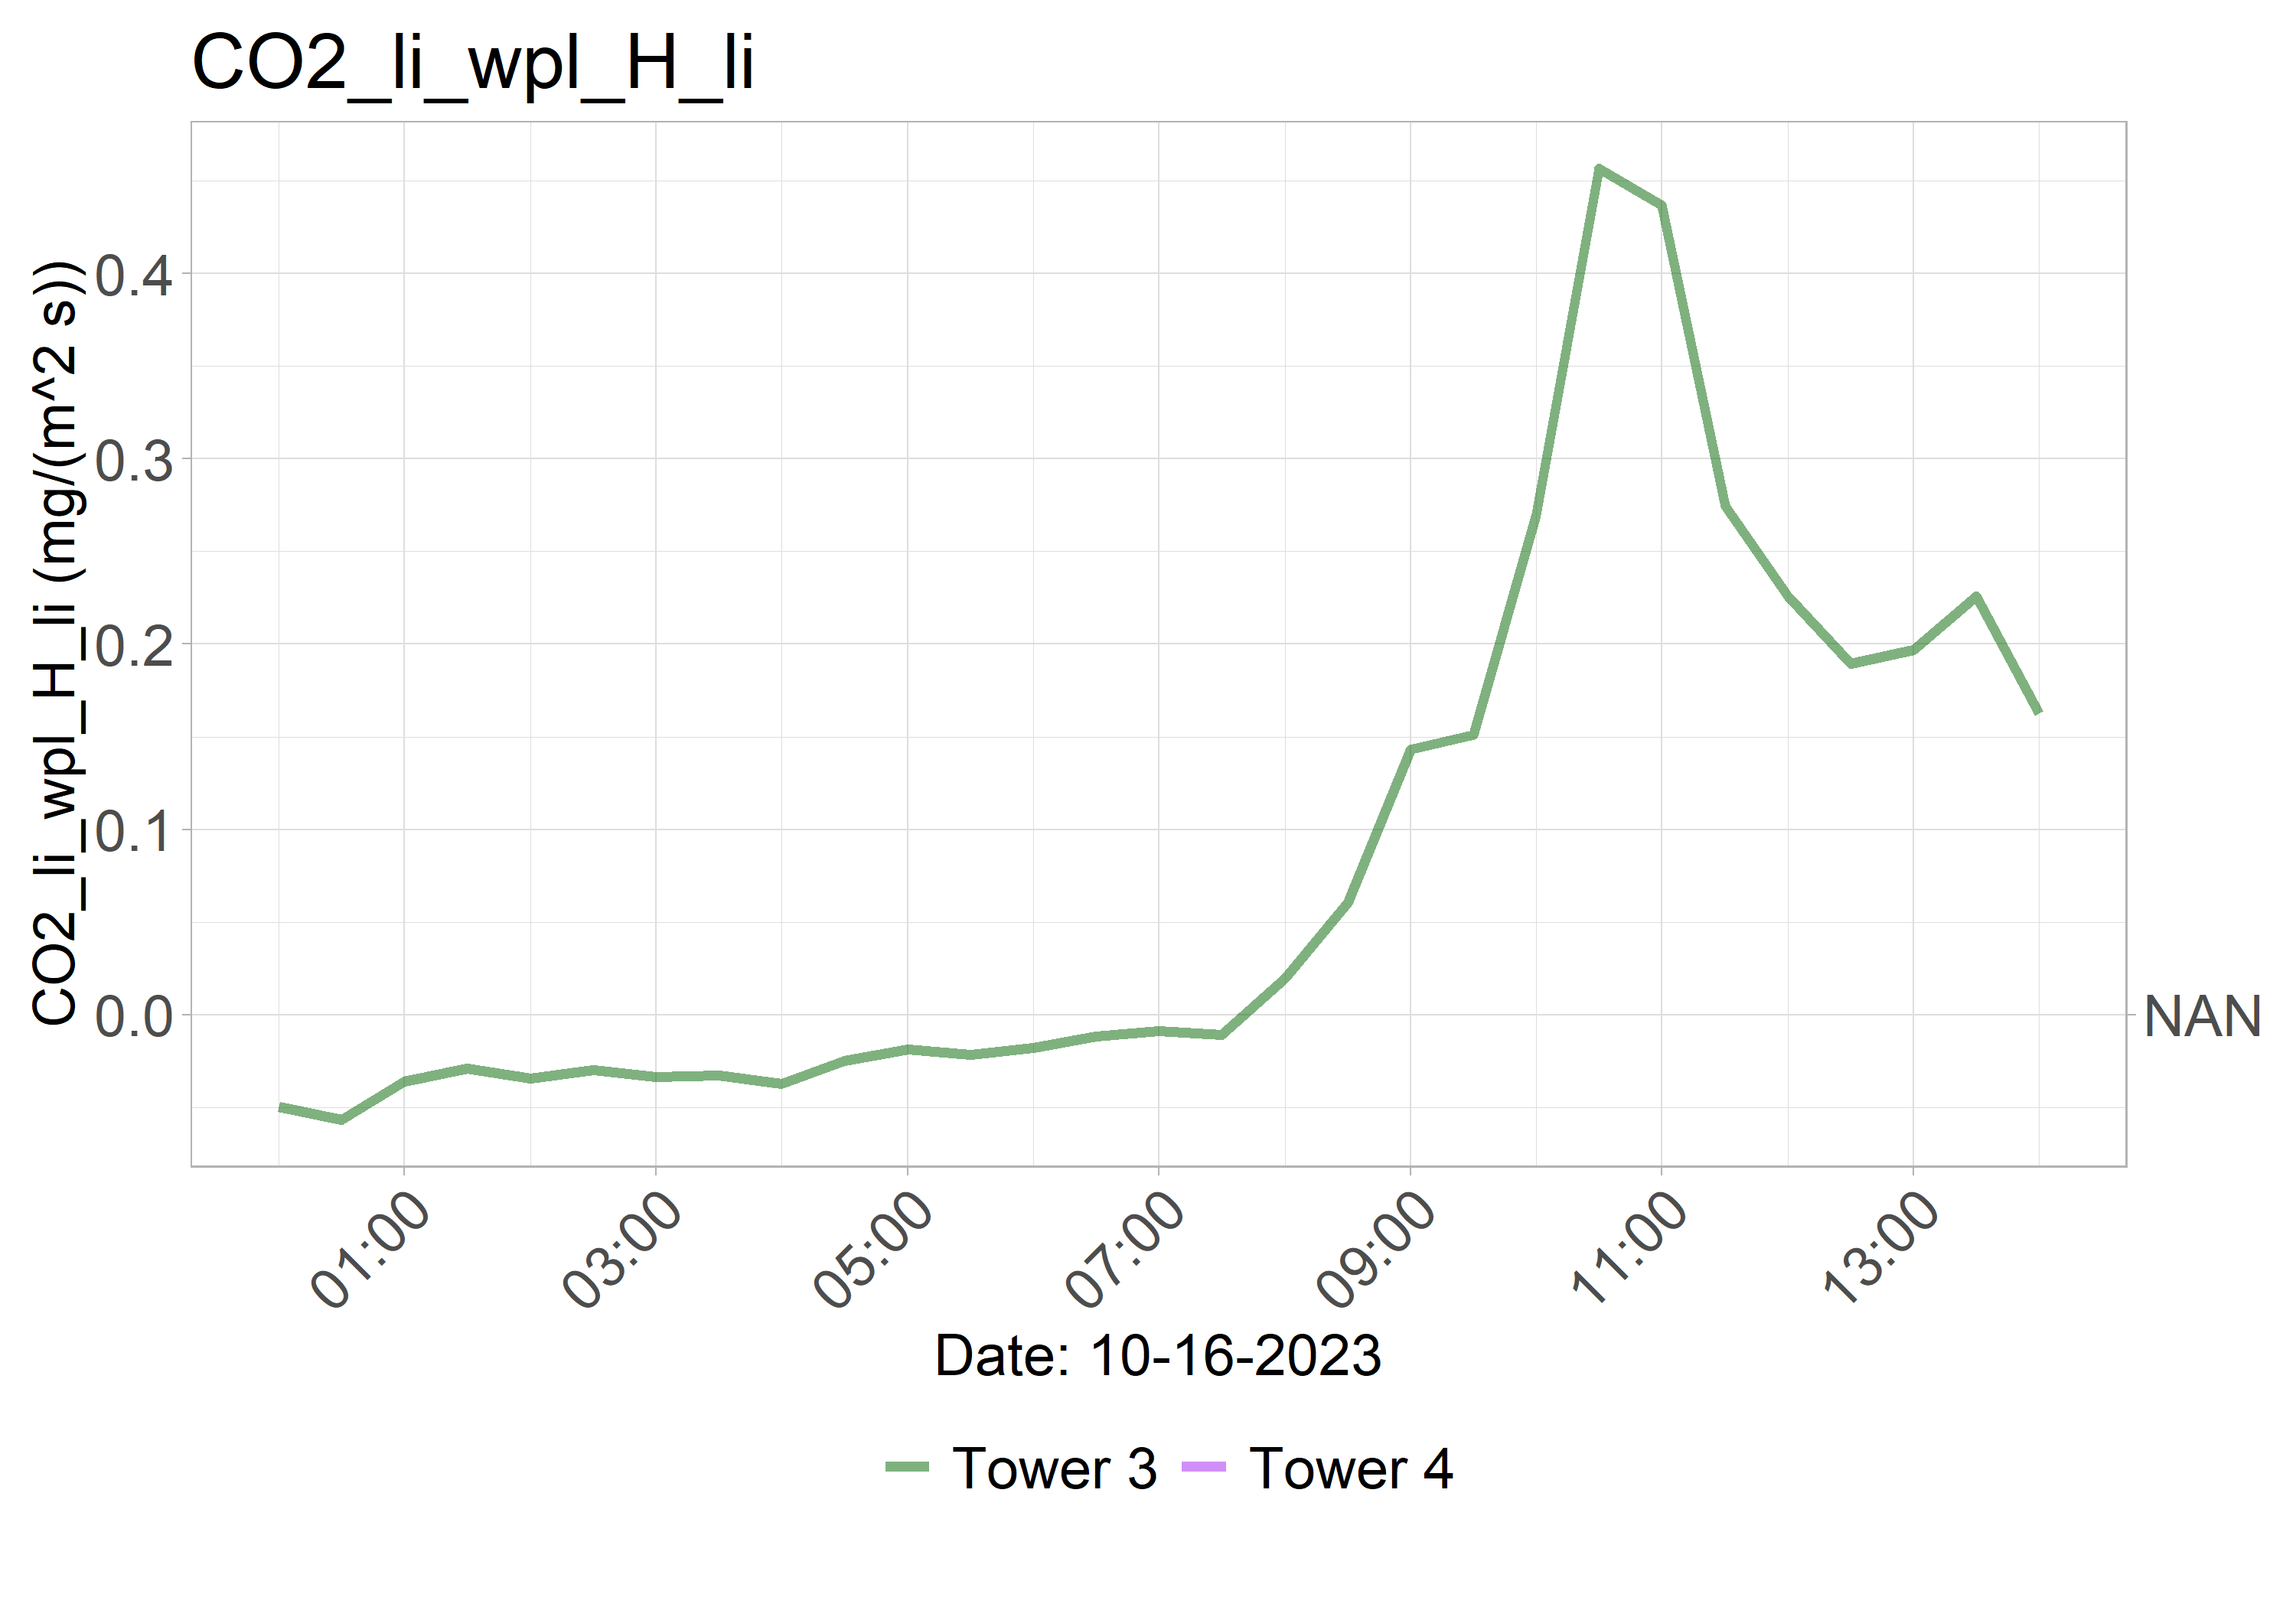 CO2_li_wpl_H_li
CO2_li_wpl_H_li (mg/(m^2 s))
0.4
0.3
0.2
0.1
0.0
NAN
01:00
03:00
05:00
07:00
09:00
11:00
13:00
Date: 10-16-2023
Tower 3
Tower 4